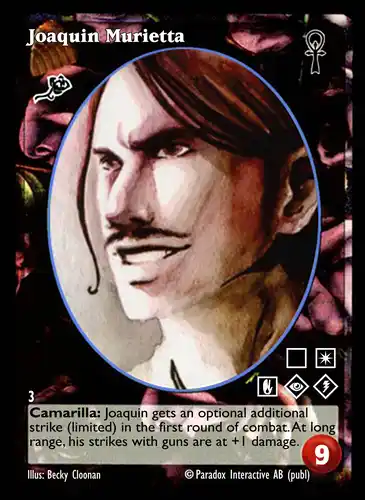 Joaquin Murietta
3
Camarilla: Joaquin gets an optional additional
strike (limited) in the first round of combat. At long
range, his strikes with guns are at +1 damage.
9
Illus: Becky Cloonan © Paradox Interactive AB (publ)